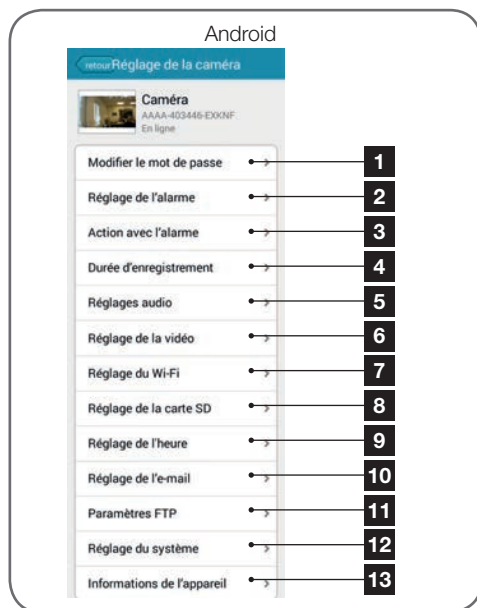 Android
retour Réglage de la caméra
Caméra
AAAA-403446-EXKNF
En ligne
Modifier le mot de passe 1
Réglage de l'alarme 2
Action avec l'alarme 3
Durée d'enregistrement 4
Réglages audio 5
Réglage de la vidéo 6
Réglage du Wi-Fi 7
Réglage de la carte SD 8
Réglage de l'heure 9
Réglage de l'e-mail 10
Paramètres FTP 11
Réglage du système 12
Informations de l'appareil 13